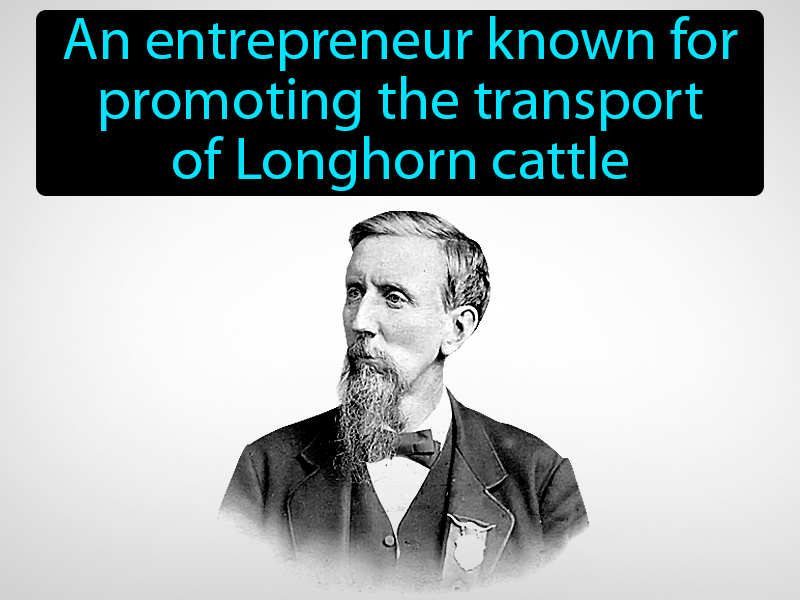 An entrepreneur known for
promoting the transport
of Longhorn cattle